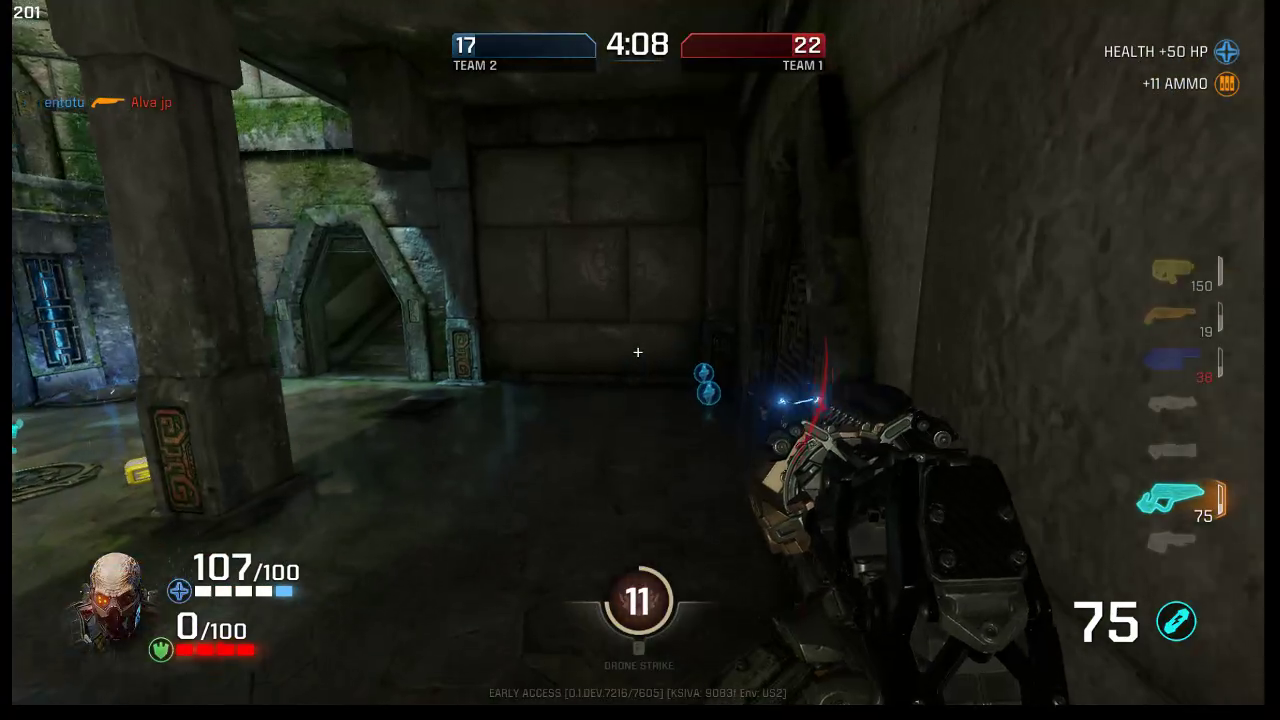 201
17 4:08 22
TEAM 2 TEAM 1
HEALTH +50 HP
+11 AMMO
entotu Alva jp
150
19
38
75
107/100
0/100
11
75
DRONE STRIKE
EARLY ACCESS [0.1.DEV.7216/7605] [KSIVA: 9083f Env: US2]